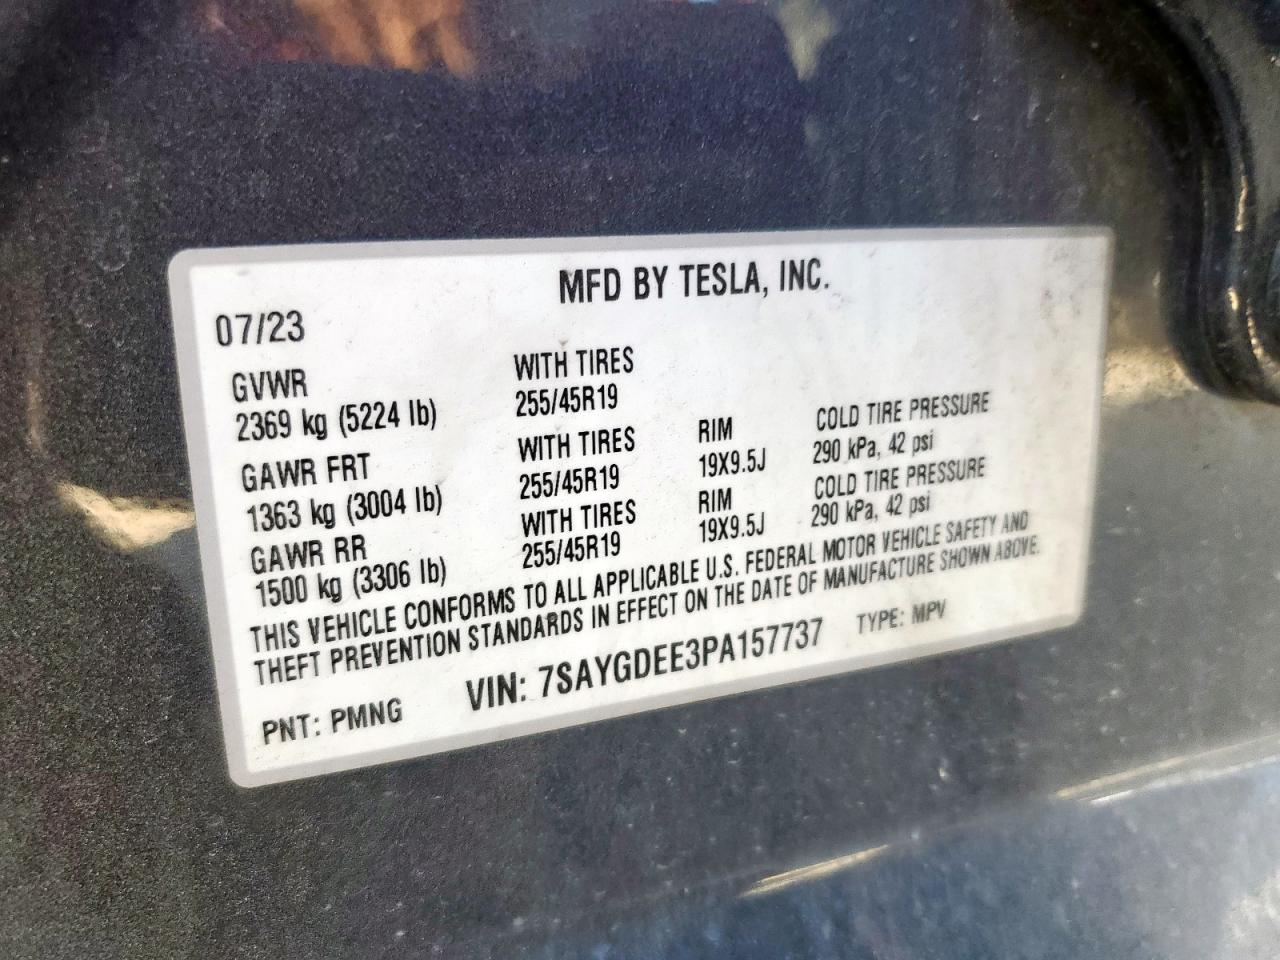 MFD BY TESLA, INC.
07/23
GVWR WITH TIRES
2369 kg (5224 lb) 255/45R19
GAWR FRT WITH TIRES RIM COLD TIRE PRESSURE
1363 kg (3004 lb) 255/45R19 19X9.5J 290 kPa, 42 psi
GAWR RR WITH TIRES RIM COLD TIRE PRESSURE
1500 kg (3306 lb) 255/45R19 19X9.5J 290 kPa, 42 psi
THIS VEHICLE CONFORMS TO ALL APPLICABLE U.S. FEDERAL MOTOR VEHICLE SAFETY AND
THEFT PREVENTION STANDARDS IN EFFECT ON THE DATE OF MANUFACTURE SHOWN ABOVE.
PNT: PMNG VIN: 7SAYGDEE3PA157737 TYPE: MPV